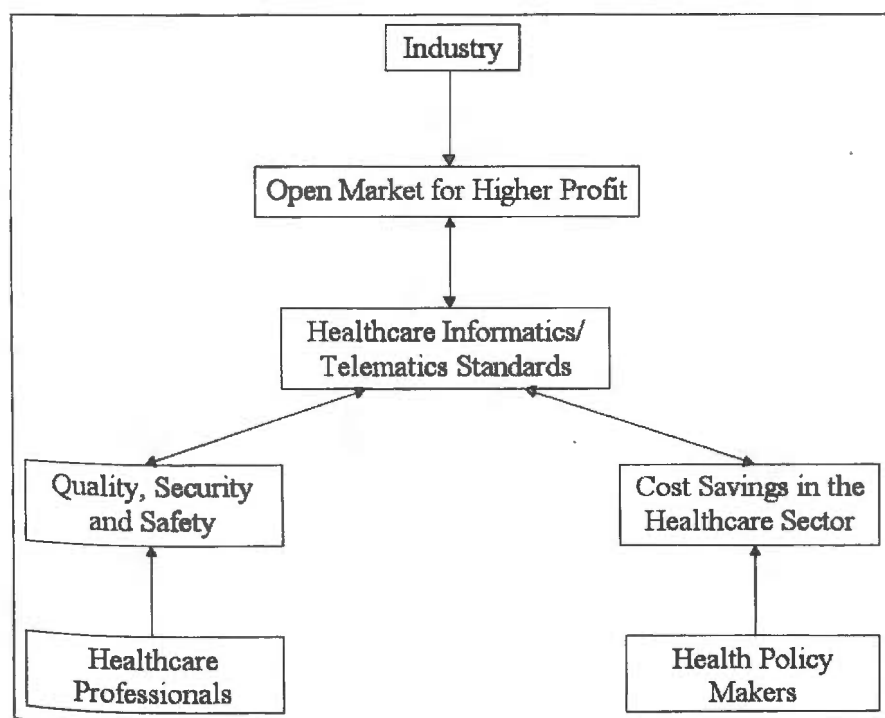 Industry
Open Market for Higher Profit
Healthcare Informatics/
Telematics Standards
Quality, Security
and Safety
Cost Savings in the
Healthcare Sector
Healthcare
Professionals
Health Policy
Makers